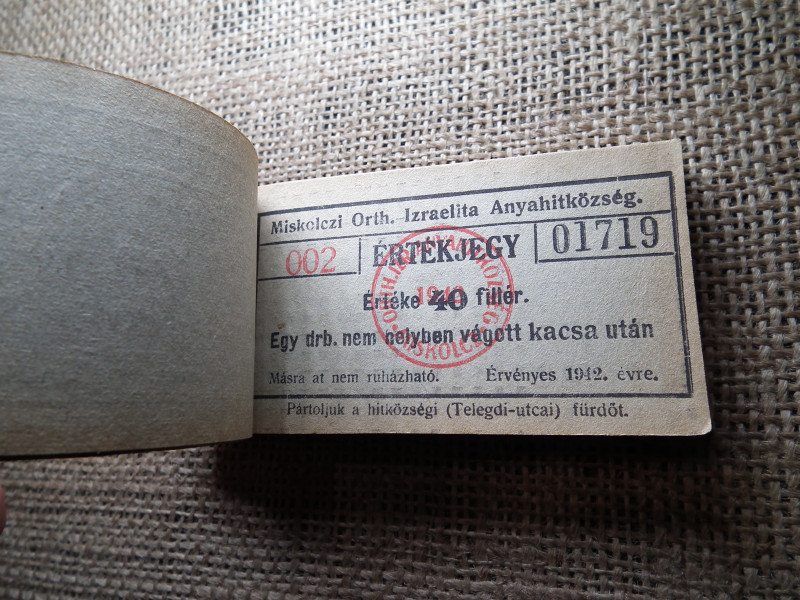 Miskolczi Orth. Izraelita Anyahitközség.
002 ÉRTÉKJEGY 01719
Értéke 40 fillér.
Egy drb. nem helyben vágott kacsa után
Másra át nem ruházható. Érvényes 1942. évre.
Pártoljuk a hitközségi (Telegdi-utcai) fürdőt.
MISKOLCZ